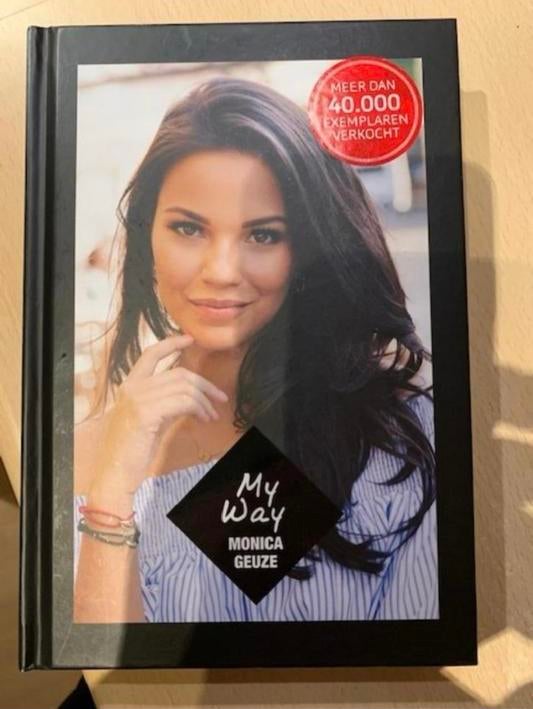 MEER DAN
40.000
EXEMPLAREN
VERKOCHT
My
Way
MONICA
GEUZE